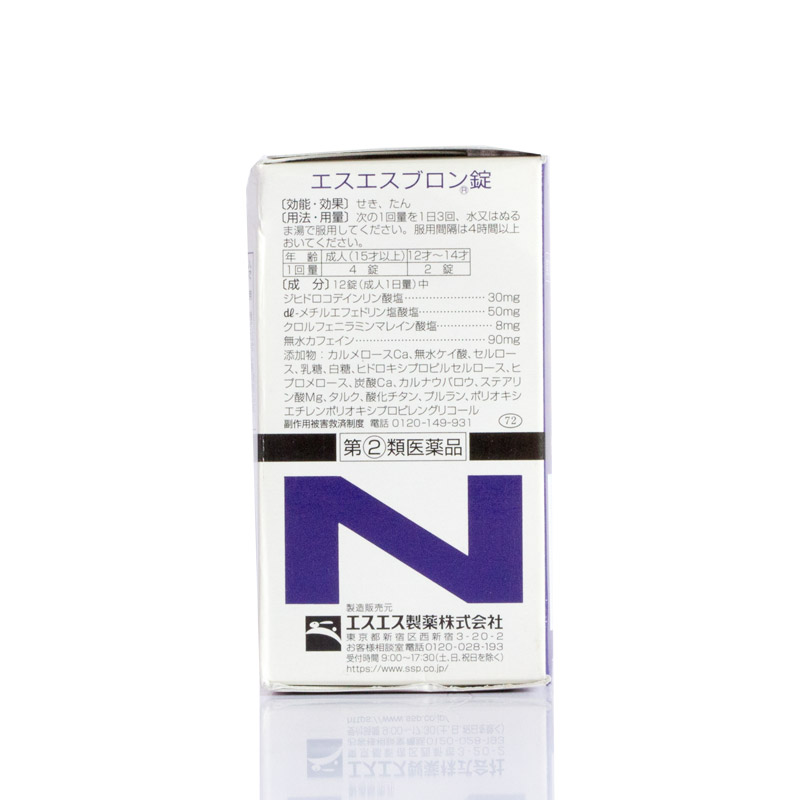 エスエスブロン錠®
〔効能・効果〕せき、たん
〔用法・用量〕次の1回量を1日3回、水又はぬる
ま湯で服用してください。服用間隔は4時間以上
おいてください。
年 齢 成人(15才以上) 12才〜14才
1回量 4 錠 2 錠
〔成 分〕12錠(成人1日量)中
ジヒドロコデインリン酸塩……………………30mg
dℓ-メチルエフェドリン塩酸塩…………………50mg
クロルフェニラミンマレイン酸塩……………8mg
無水カフェイン…………………………………90mg
添加物:カルメロースCa、無水ケイ酸、セルロー
ス、乳糖、白糖、ヒドロキシプロピルセルロース、ヒ
プロメロース、炭酸Ca、カルナウバロウ、ステアリ
ン酸Mg、タルク、酸化チタン、プルラン、ポリオキシ
エチレンポリオキシプロピレングリコール
副作用被害救済制度 電話 0120-149-931 72
第②類医薬品
N
製造販売元
エスエス製薬株式会社
東京都新宿区西新宿3-20-2
お客様相談室電話0120-028-193
受付時間 9:00〜17:30(土、日、祝日を除く)
https://www.ssp.co.jp/